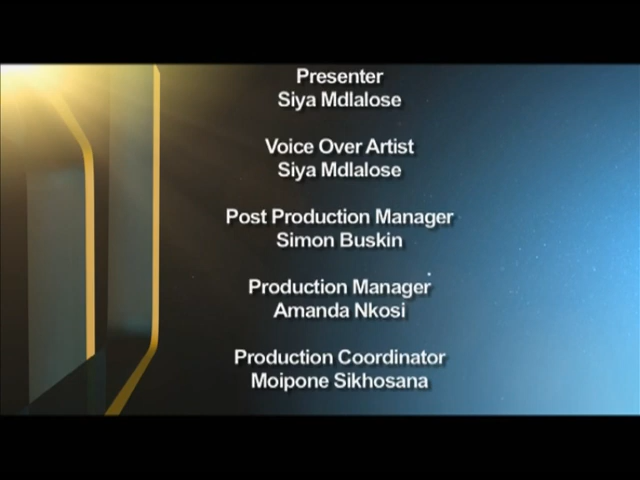 Presenter
Siya Mdlalose
Voice Over Artist
Siya Mdlalose
Post Production Manager
Simon Buskin
Production Manager
Amanda Nkosi
Production Coordinator
Moipone Sikhosana